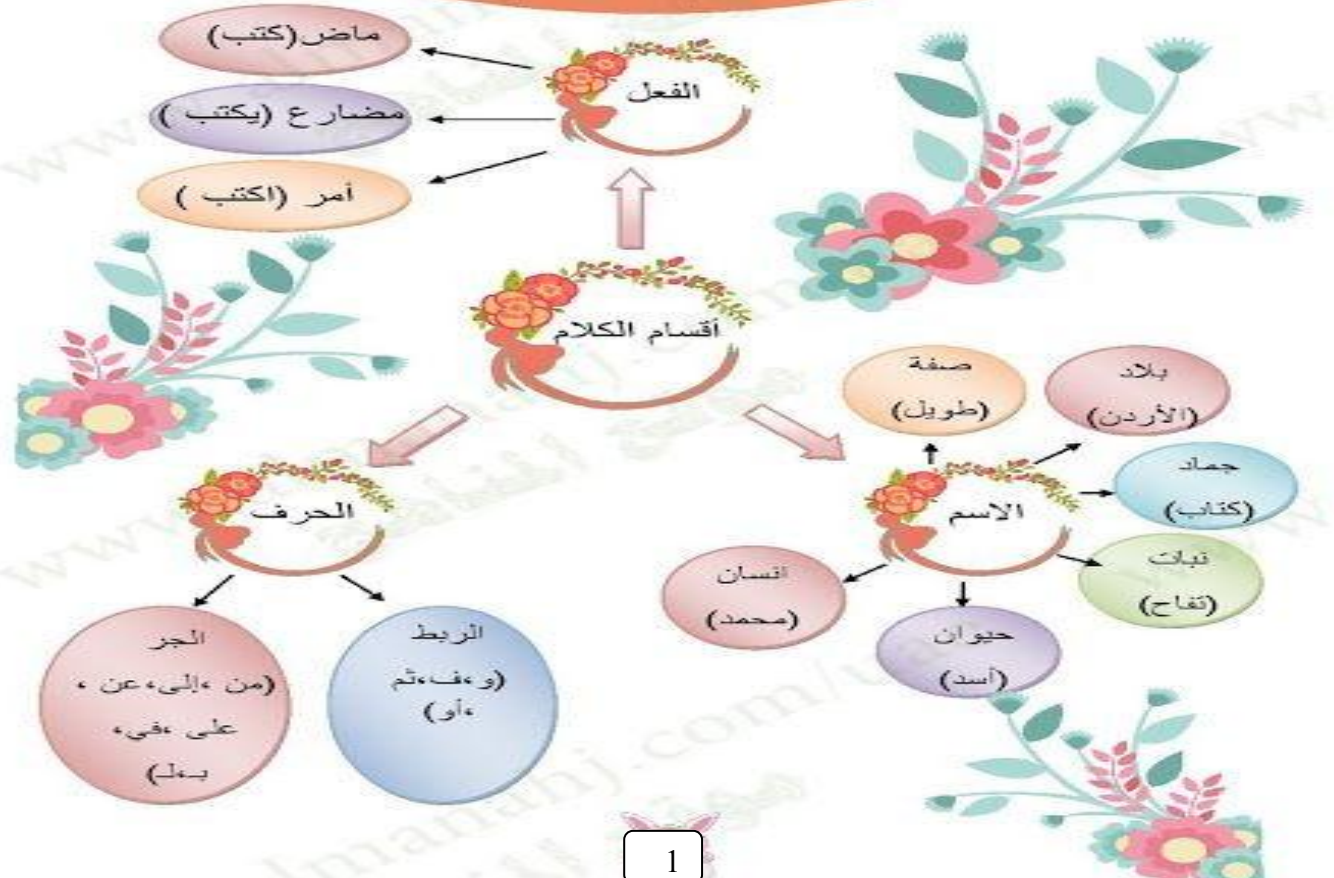 الفعل
ماض(كتب)
مضارع (يكتب )
أمر (اكتب )
أقسام الكلام
الاسم
صفة
(طويل)
بلاد
(الأردن)
جماد
(كتاب)
نبات
(تفاح)
حيوان
(أسد)
انسان
(محمد)
الحرف
الربط
(و ،ف،ثم
،أو)
الجر
(من ،إلى،عن ،
على ،في،
بـ،لـ)
1